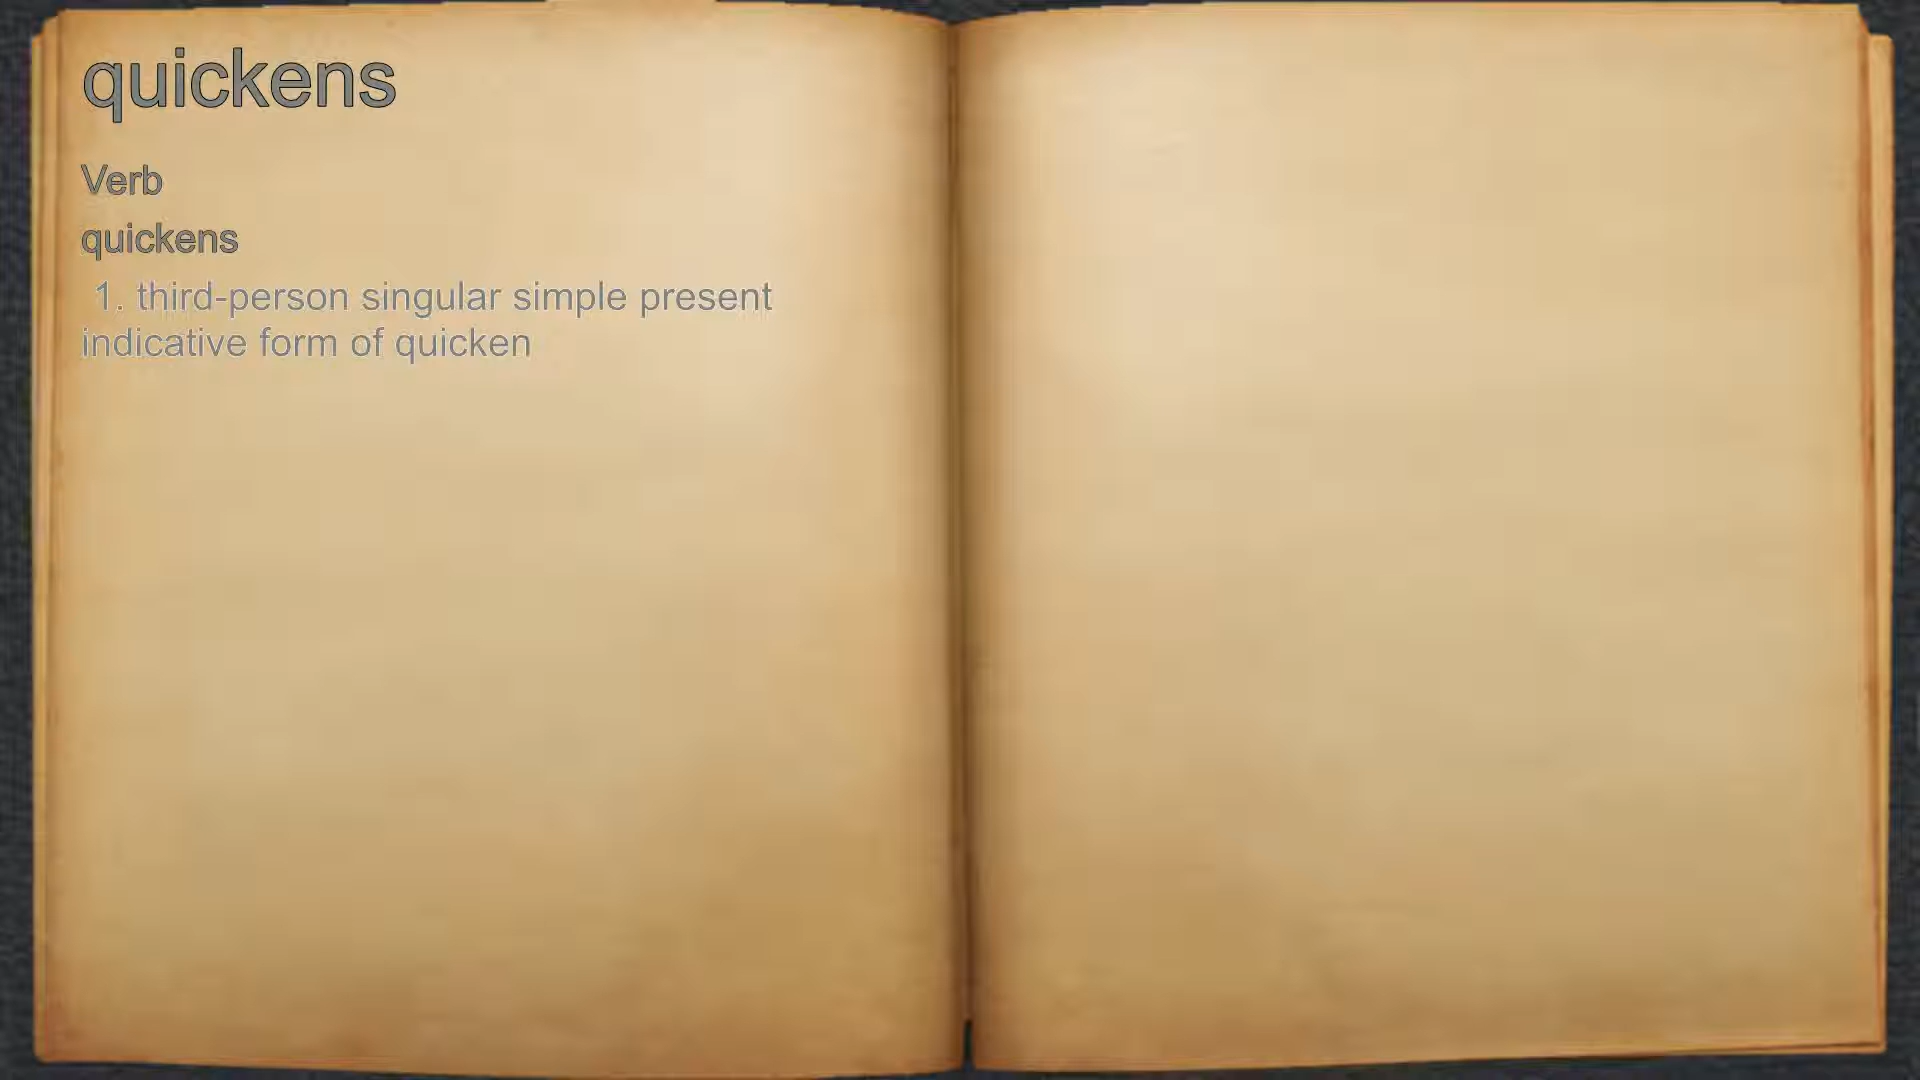 quickens
Verb
quickens
1. third-person singular simple present
indicative form of quicken